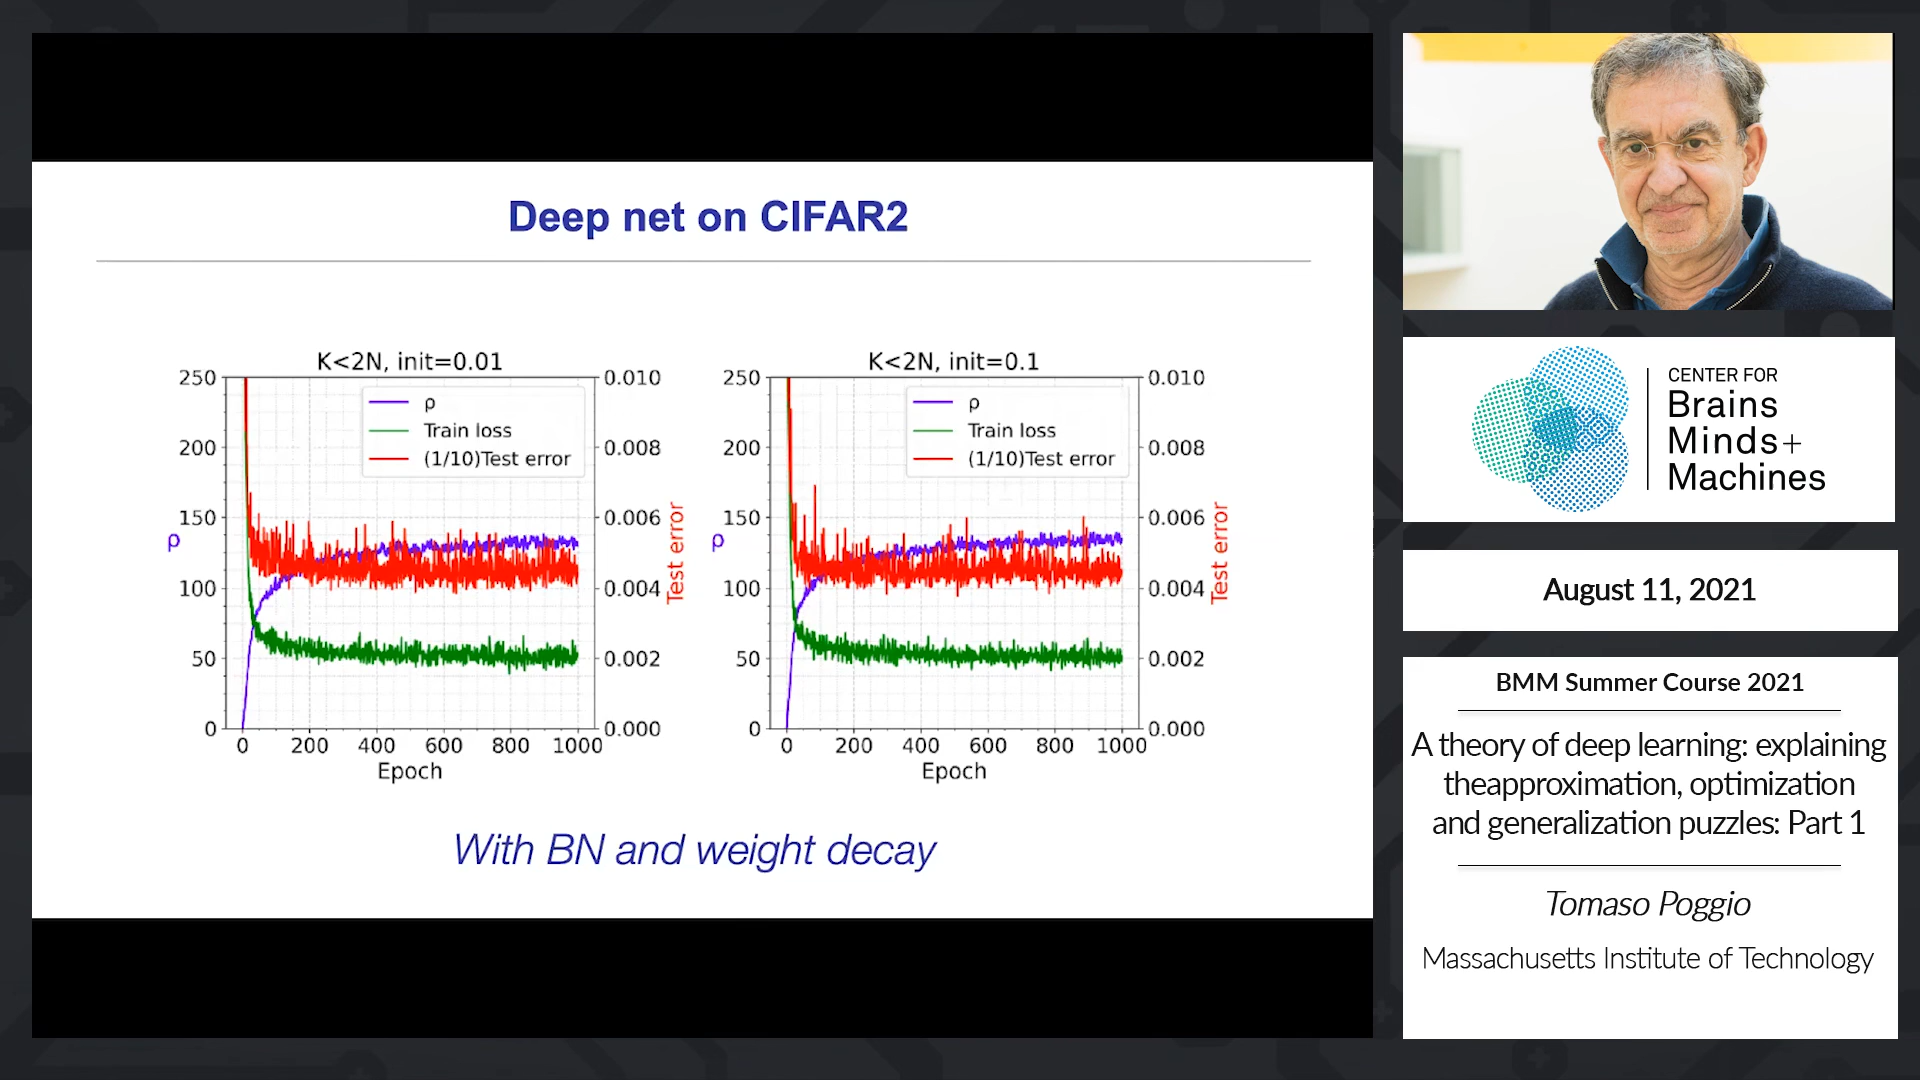 Deep net on CIFAR2
K<2N, init=0.01
250
200
150
100
50
0
ρ
ρ
Train loss
(1/10)Test error
0.010
0.008
0.006
0.004
0.002
0.000
Test error
0 200 400 600 800 1000
Epoch
K<2N, init=0.1
250
200
150
100
50
0
ρ
ρ
Train loss
(1/10)Test error
0.010
0.008
0.006
0.004
0.002
0.000
Test error
0 200 400 600 800 1000
Epoch
With BN and weight decay
CENTER FOR
Brains
Minds+
Machines
August 11, 2021
BMM Summer Course 2021
A theory of deep learning: explaining
theapproximation, optimization
and generalization puzzles: Part 1
Tomaso Poggio
Massachusetts Institute of Technology